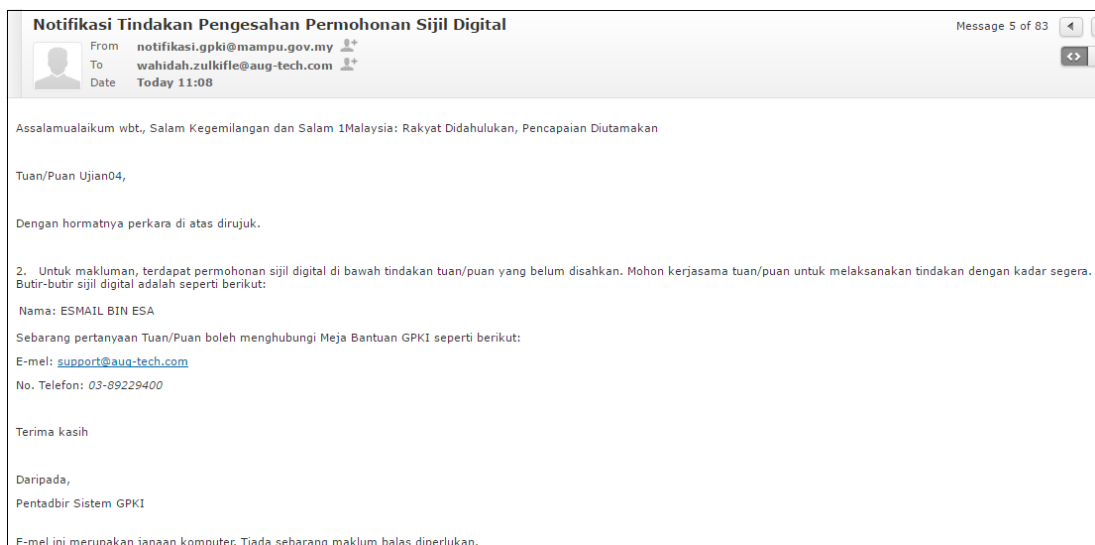 Notifikasi Tindakan Pengesahan Permohonan Sijil Digital
Message 5 of 83
From notifikasi.gpki@mampu.gov.my
To wahidah.zulkifle@aug-tech.com
Date Today 11:08
Assalamualaikum wbt., Salam Kegemilangan dan Salam 1Malaysia: Rakyat Didahulukan, Pencapaian Diutamakan
Tuan/Puan Ujian04,
Dengan hormatnya perkara di atas dirujuk.
2. Untuk makluman, terdapat permohonan sijil digital di bawah tindakan tuan/puan yang belum disahkan. Mohon kerjasama tuan/puan untuk melaksanakan tindakan dengan kadar segera.
Butir-butir sijil digital adalah seperti berikut:
Nama: ESMAIL BIN ESA
Sebarang pertanyaan Tuan/Puan boleh menghubungi Meja Bantuan GPKI seperti berikut:
E-mel: support@aug-tech.com
No. Telefon: 03-89229400
Terima kasih
Daripada,
Pentadbir Sistem GPKI
E-mel ini merupakan janaan komputer. Tiada sebarang maklum balas diperlukan.